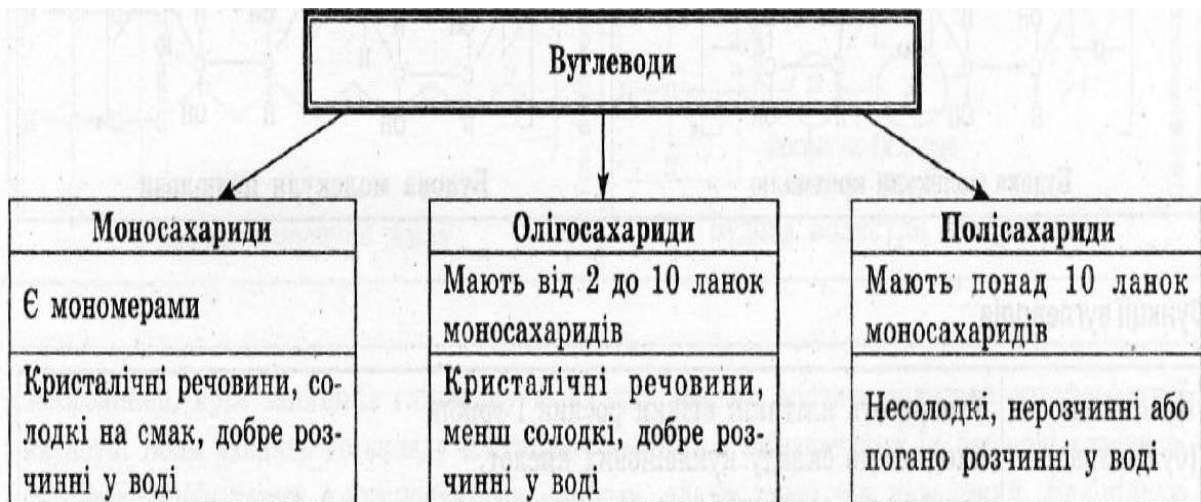 Вуглеводи
Моносахариди
Є мономерами
Кристалічні речовини, со-
лодкі на смак, добре роз-
чинні у воді
Олігосахариди
Мають від 2 до 10 ланок
моносахаридів
Кристалічні речовини,
менш солодкі, добре роз-
чинні у воді
Полісахариди
Мають понад 10 ланок
моносахаридів
Несолодкі, нерозчинні або
погано розчинні у воді